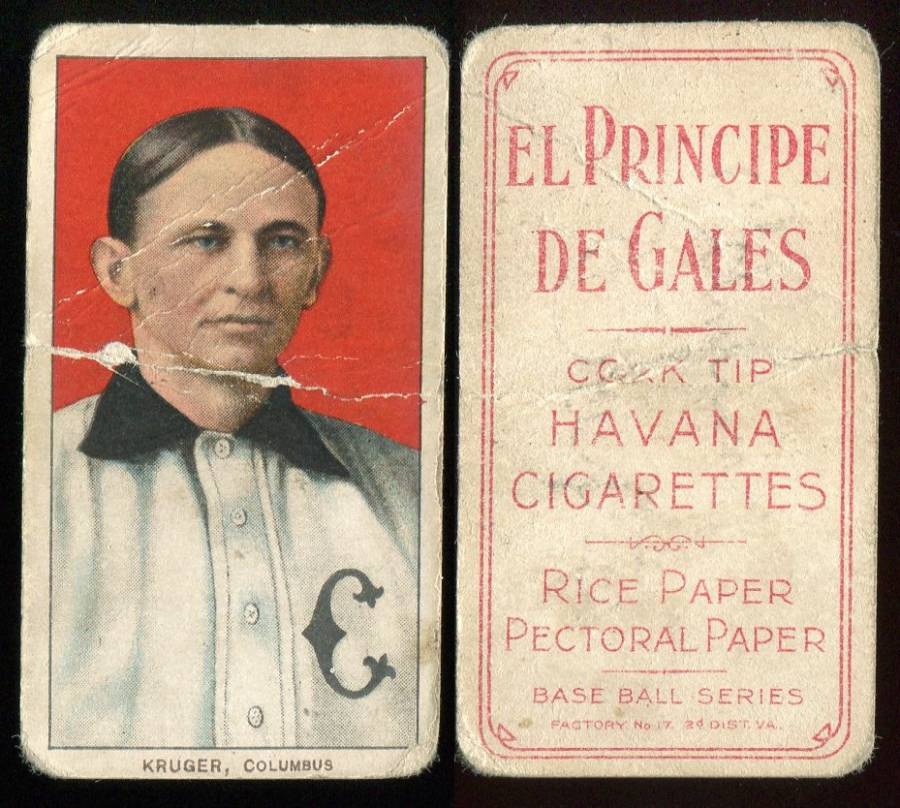 C
KRUGER, COLUMBUS
EL PRINCIPE
DE GALES
CORK TIP
HAVANA
CIGARETTES
RICE PAPER
PECTORAL PAPER
BASE BALL SERIES
FACTORY No 17. 2d DIST. VA.